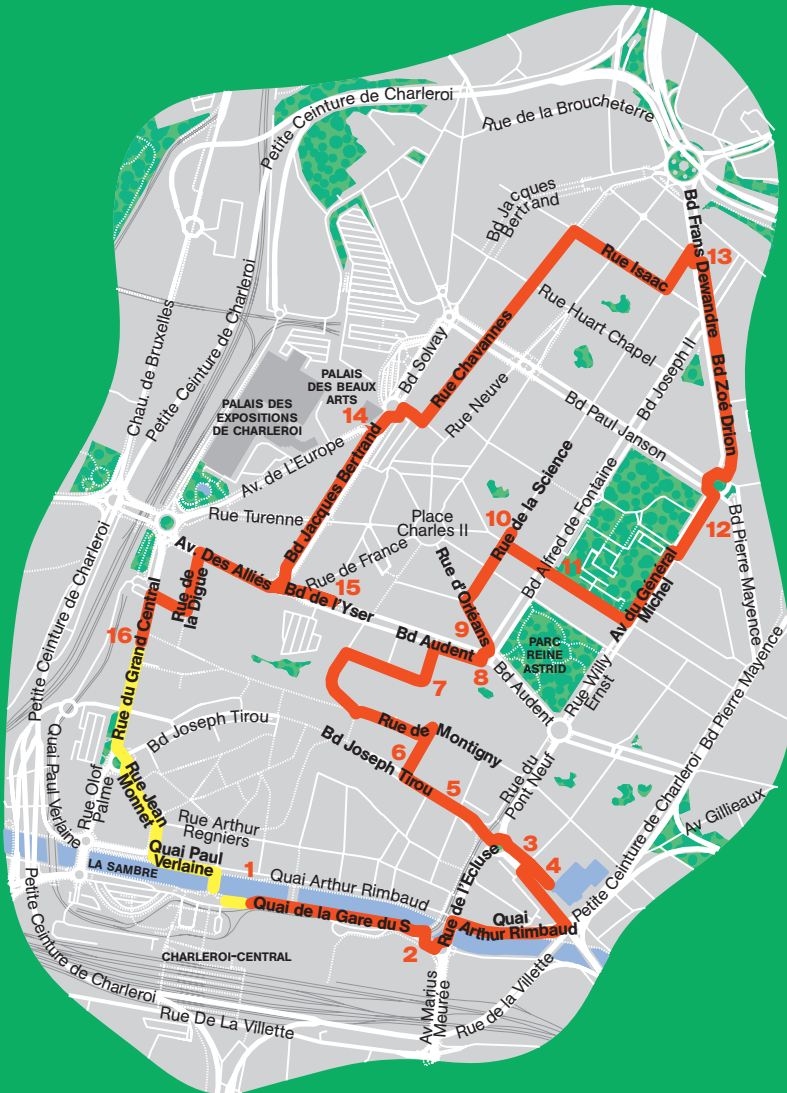 Petite Ceinture de Charleroi
Rue de la Broucheterre
Bd Jacques
Bertrand
Bd Frans Dewandre
13
Rue Isaac
Rue Huart Chapel
Chau. de Bruxelles
Petite Ceinture de Charleroi
Bd Solvay
Rue Chavannes
Bd Joseph II
Bd Zoé Drion
PALAIS
DES BEAUX
ARTS
14
PALAIS DES
EXPOSITIONS
DE CHARLEROI
Rue Neuve
Bd Paul Janson
Av. de L'Europe
Bd Jacques Bertrand
Rue Turenne
Place
Charles II
10
Rue de la Science
Bd Alfred de Fontaine
12
Bd Pierre Mayence
Petite Ceinture de Charleroi
Av. Des Alliés
Rue de France
11
Rue de
la Digue
15
Bd de l'Yser
Rue d'Orléans
9
Av du Général
Michel
16
Rue du Grand Central
Bd Audent
8
7
PARC
REINE
ASTRID
Bd Audent
Rue Willy
Ernst
Bd Pierre Mayence
Bd Joseph Tirou
Rue de Montigny
6
Bd Joseph Tirou
5
Rue du
Pont Neuf
Quai Paul Verlaine
Rue Olof
Palme
Rue Jean
Monnet
Rue Arthur
Regniers
Av Gillieaux
3
4
Quai Paul
Verlaine
LA SAMBRE
1
Quai Arthur Rimbaud
Rue de l'Ecluse
Petite Ceinture de Charleroi
Quai de la Gare du S
Quai
Arthur Rimbaud
2
CHARLEROI-CENTRAL
Petite Ceinture de Charleroi
Rue De La Villette
Av Marius
Meurée
Rue de la Villette